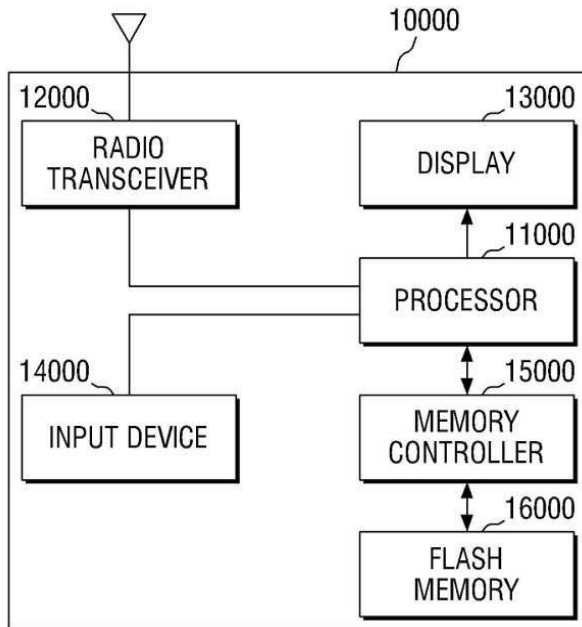 10000
12000
13000
RADIO
TRANSCEIVER
DISPLAY
11000
PROCESSOR
14000
15000
INPUT DEVICE
MEMORY
CONTROLLER
16000
FLASH
MEMORY